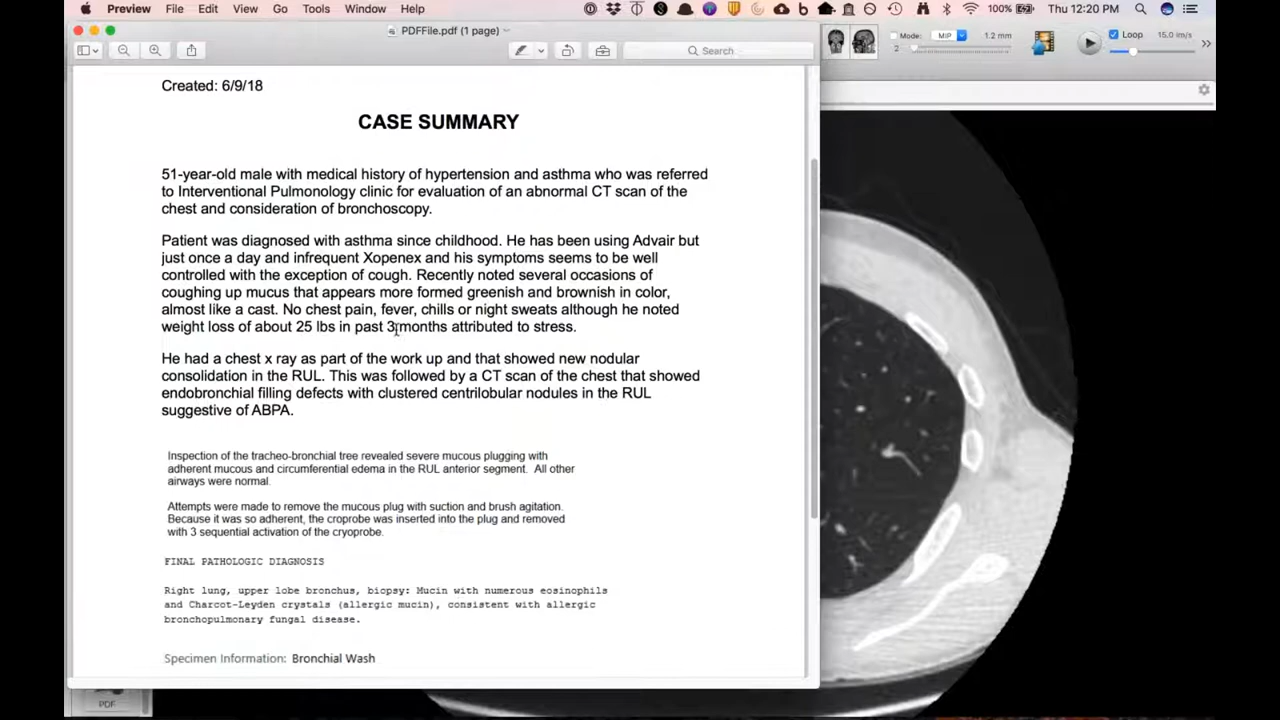 Preview File Edit View Go Tools Window Help 100% Thu 12:20 PM
PDFFile.pdf (1 page)
Search
Mode: MIP 1.2 mm Loop 15.0 im/s
2
Created: 6/9/18
CASE SUMMARY
51-year-old male with medical history of hypertension and asthma who was referred
to Interventional Pulmonology clinic for evaluation of an abnormal CT scan of the
chest and consideration of bronchoscopy.
Patient was diagnosed with asthma since childhood. He has been using Advair but
just once a day and infrequent Xopenex and his symptoms seems to be well
controlled with the exception of cough. Recently noted several occasions of
coughing up mucus that appears more formed greenish and brownish in color,
almost like a cast. No chest pain, fever, chills or night sweats although he noted
weight loss of about 25 lbs in past 3 months attributed to stress.
He had a chest x ray as part of the work up and that showed new nodular
consolidation in the RUL. This was followed by a CT scan of the chest that showed
endobronchial filling defects with clustered centrilobular nodules in the RUL
suggestive of ABPA.
Inspection of the tracheo-bronchial tree revealed severe mucous plugging with
adherent mucous and circumferential edema in the RUL anterior segment. All other
airways were normal.
Attempts were made to remove the mucous plug with suction and brush agitation.
Because it was so adherent, the croprobe was inserted into the plug and removed
with 3 sequential activation of the cryoprobe.
FINAL PATHOLOGIC DIAGNOSIS
Right lung, upper lobe bronchus, biopsy: Mucin with numerous eosinophils
and Charcot-Leyden crystals (allergic mucin), consistent with allergic
bronchopulmonary fungal disease.
Specimen Information: Bronchial Wash
PDF